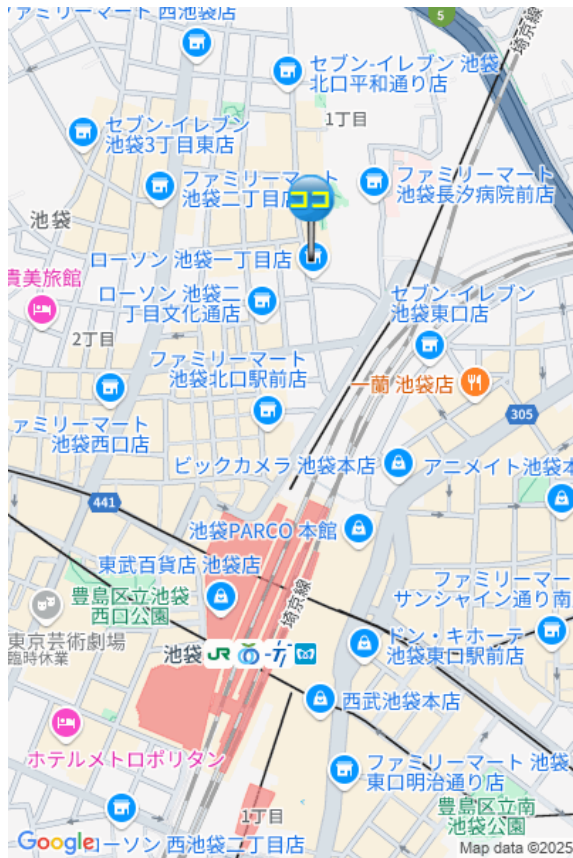 ファミリーマート 西池袋店
5
埼京線
セブン-イレブン 池袋
北口平和通り店
1丁目
セブン-イレブン
池袋3丁目東店
ファミリーマート
池袋二丁目店
ファミリーマート
池袋長汐病院前店
ココ
池袋
ローソン 池袋一丁目店
貴美旅館
ローソン 池袋二
丁目文化通店
セブン-イレブン
池袋東口店
2丁目
ファミリーマート
池袋北口駅前店
一蘭 池袋店
305
ァミリーマート
池袋西口店
ビックカメラ 池袋本店
アニメイト池袋本
441
池袋PARCO 本館
東武百貨店 池袋店
豊島区立池袋
西口公園
埼京線
ファミリーマー
サンシャイン通り南
東京芸術劇場
臨時休業
ドン・キホーテ
池袋東口駅前店
池袋 JR
西武池袋本店
ホテルメトロポリタン
ファミリーマート 池袋
東口明治通り店
1丁目
豊島区立南
池袋公園
Google
ローソン 西池袋二丁目店
Map data ©2025